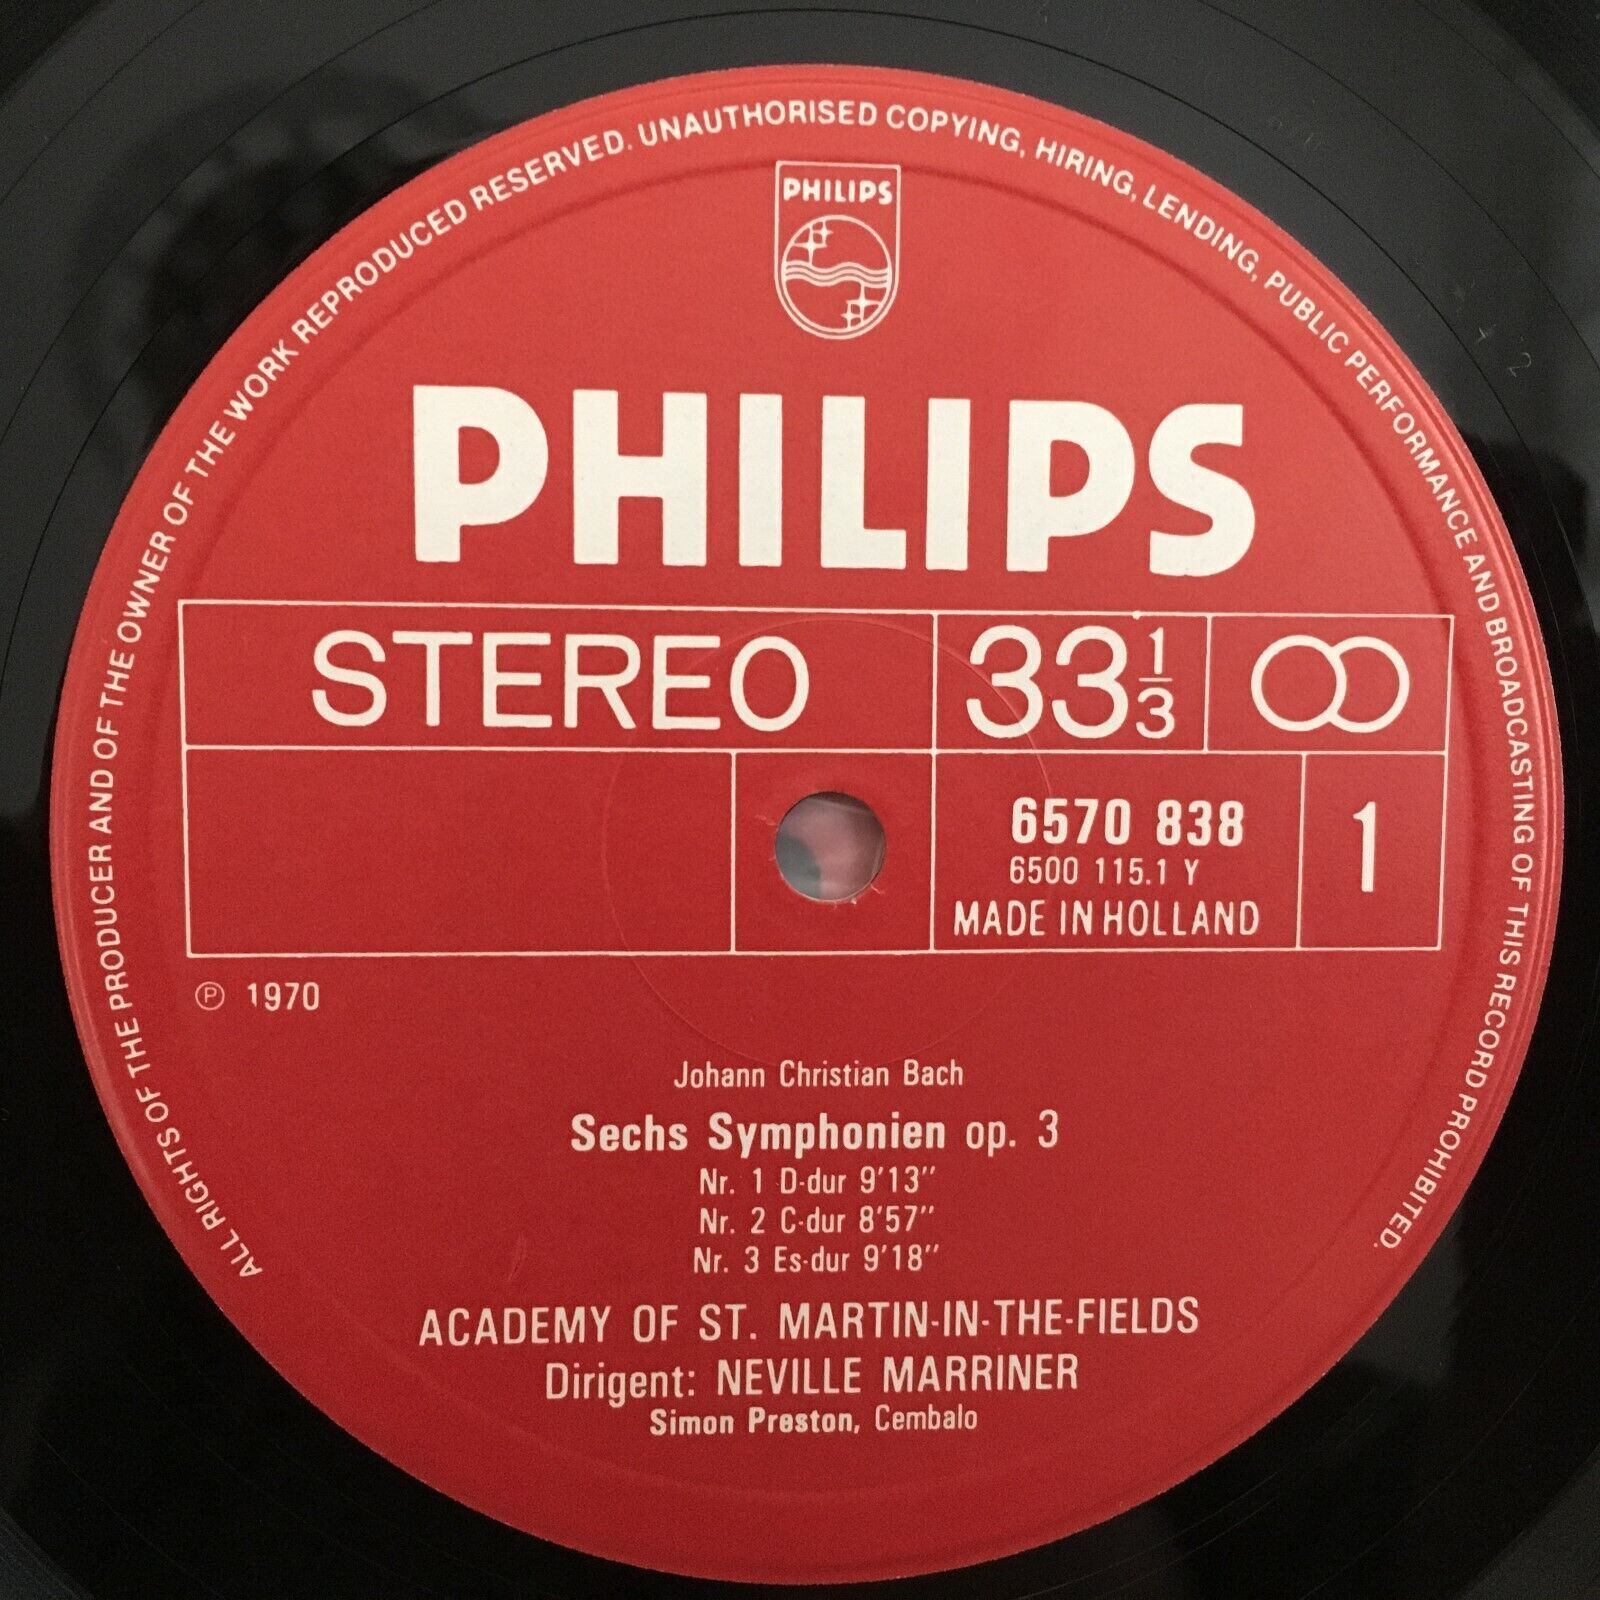 ALL RIGHTS OF THE PRODUCER AND OF THE OWNER OF THE WORK REPRODUCED RESERVED. UNAUTHORISED COPYING, HIRING, LENDING, PUBLIC PERFORMANCE AND BROADCASTING OF THIS RECORD PROHIBITED.
PHILIPS
PHILIPS
STEREO 33 1/3
6570 838 1
6500 115.1 Y
MADE IN HOLLAND
℗ 1970
Johann Christian Bach
Sechs Symphonien op. 3
Nr. 1 D-dur 9'13"
Nr. 2 C-dur 8'57"
Nr. 3 Es-dur 9'18"
ACADEMY OF ST. MARTIN-IN-THE-FIELDS
Dirigent: NEVILLE MARRINER
Simon Preston, Cembalo